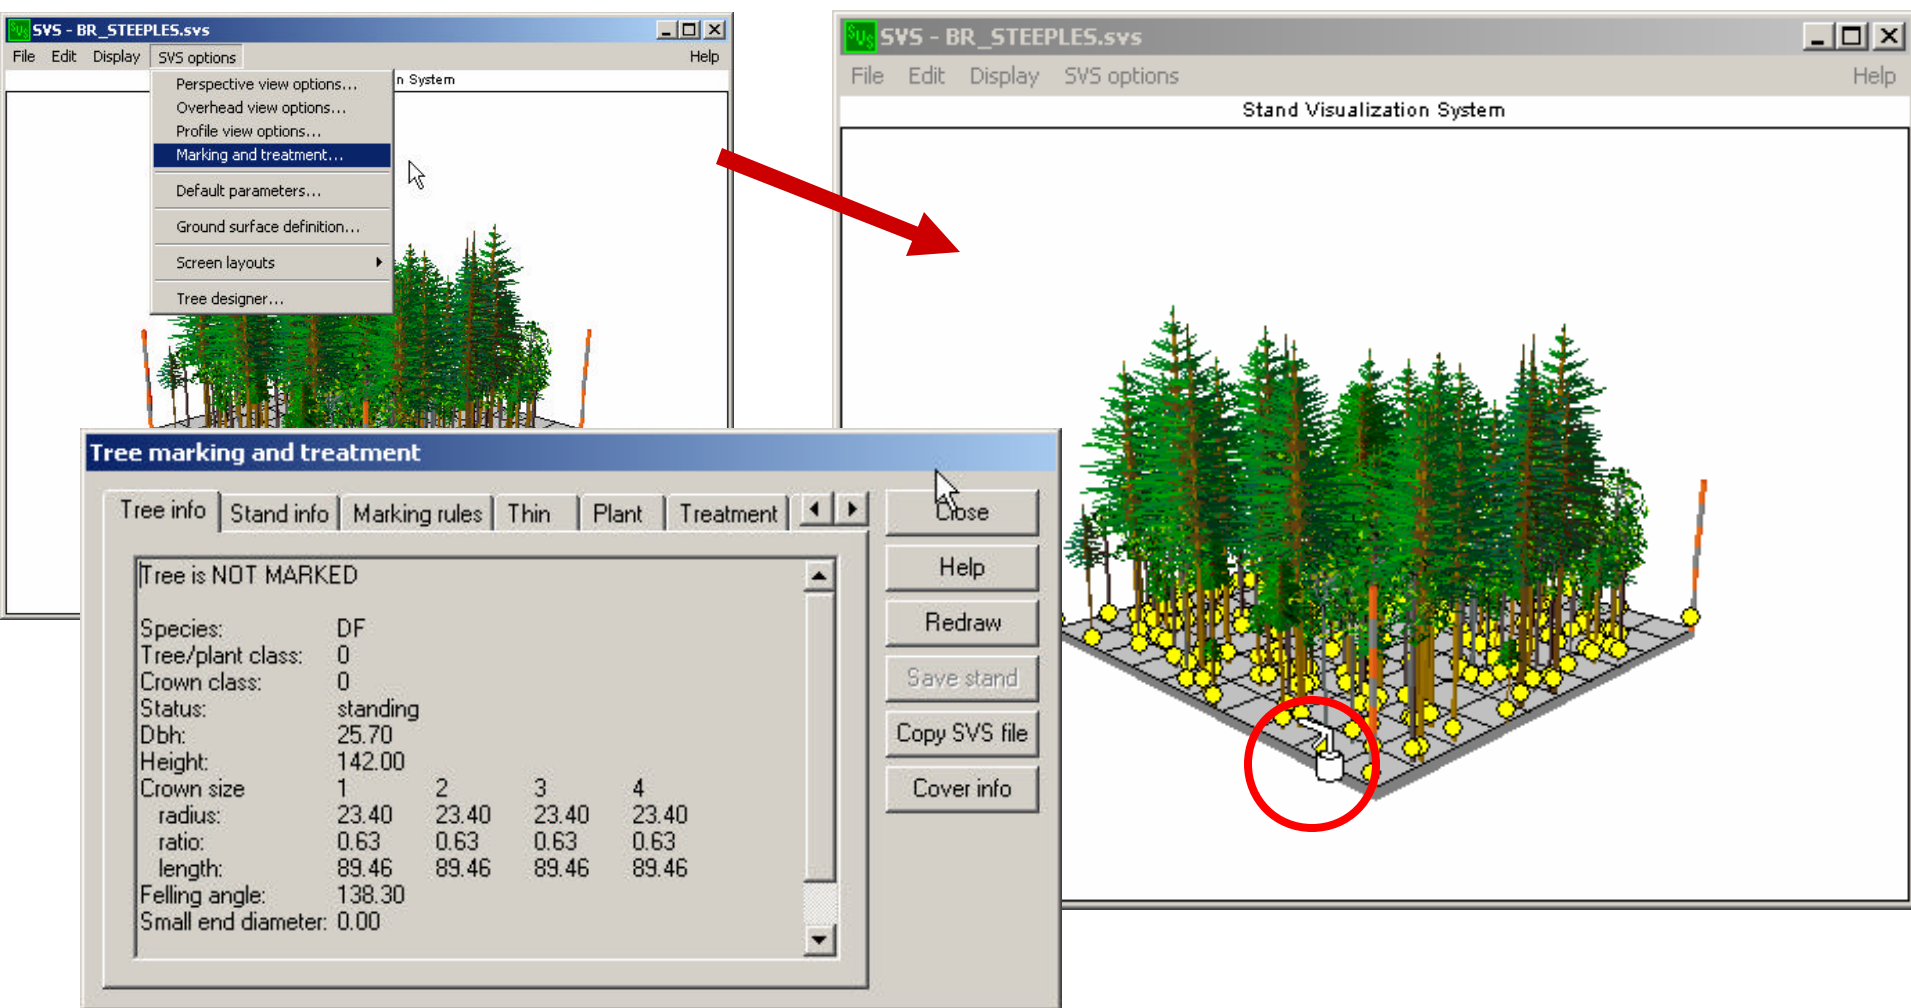 SVS - BR_STEEPLES.svs
File Edit Display SVS options Help
n System
Perspective view options...
Overhead view options...
Profile view options...
Marking and treatment...
Default parameters...
Ground surface definition...
Screen layouts
Tree designer...
SVS - BR_STEEPLES.svs
File Edit Display SVS options Help
Stand Visualization System
Tree marking and treatment
Tree info Stand info Marking rules Thin Plant Treatment
Close
Help
Redraw
Save stand
Copy SVS file
Cover info
Tree is NOT MARKED
Species: DF
Tree/plant class: 0
Crown class: 0
Status: standing
Dbh: 25.70
Height: 142.00
Crown size 1 2 3 4
radius: 23.40 23.40 23.40 23.40
ratio: 0.63 0.63 0.63 0.63
length: 89.46 89.46 89.46 89.46
Felling angle: 138.30
Small end diameter: 0.00